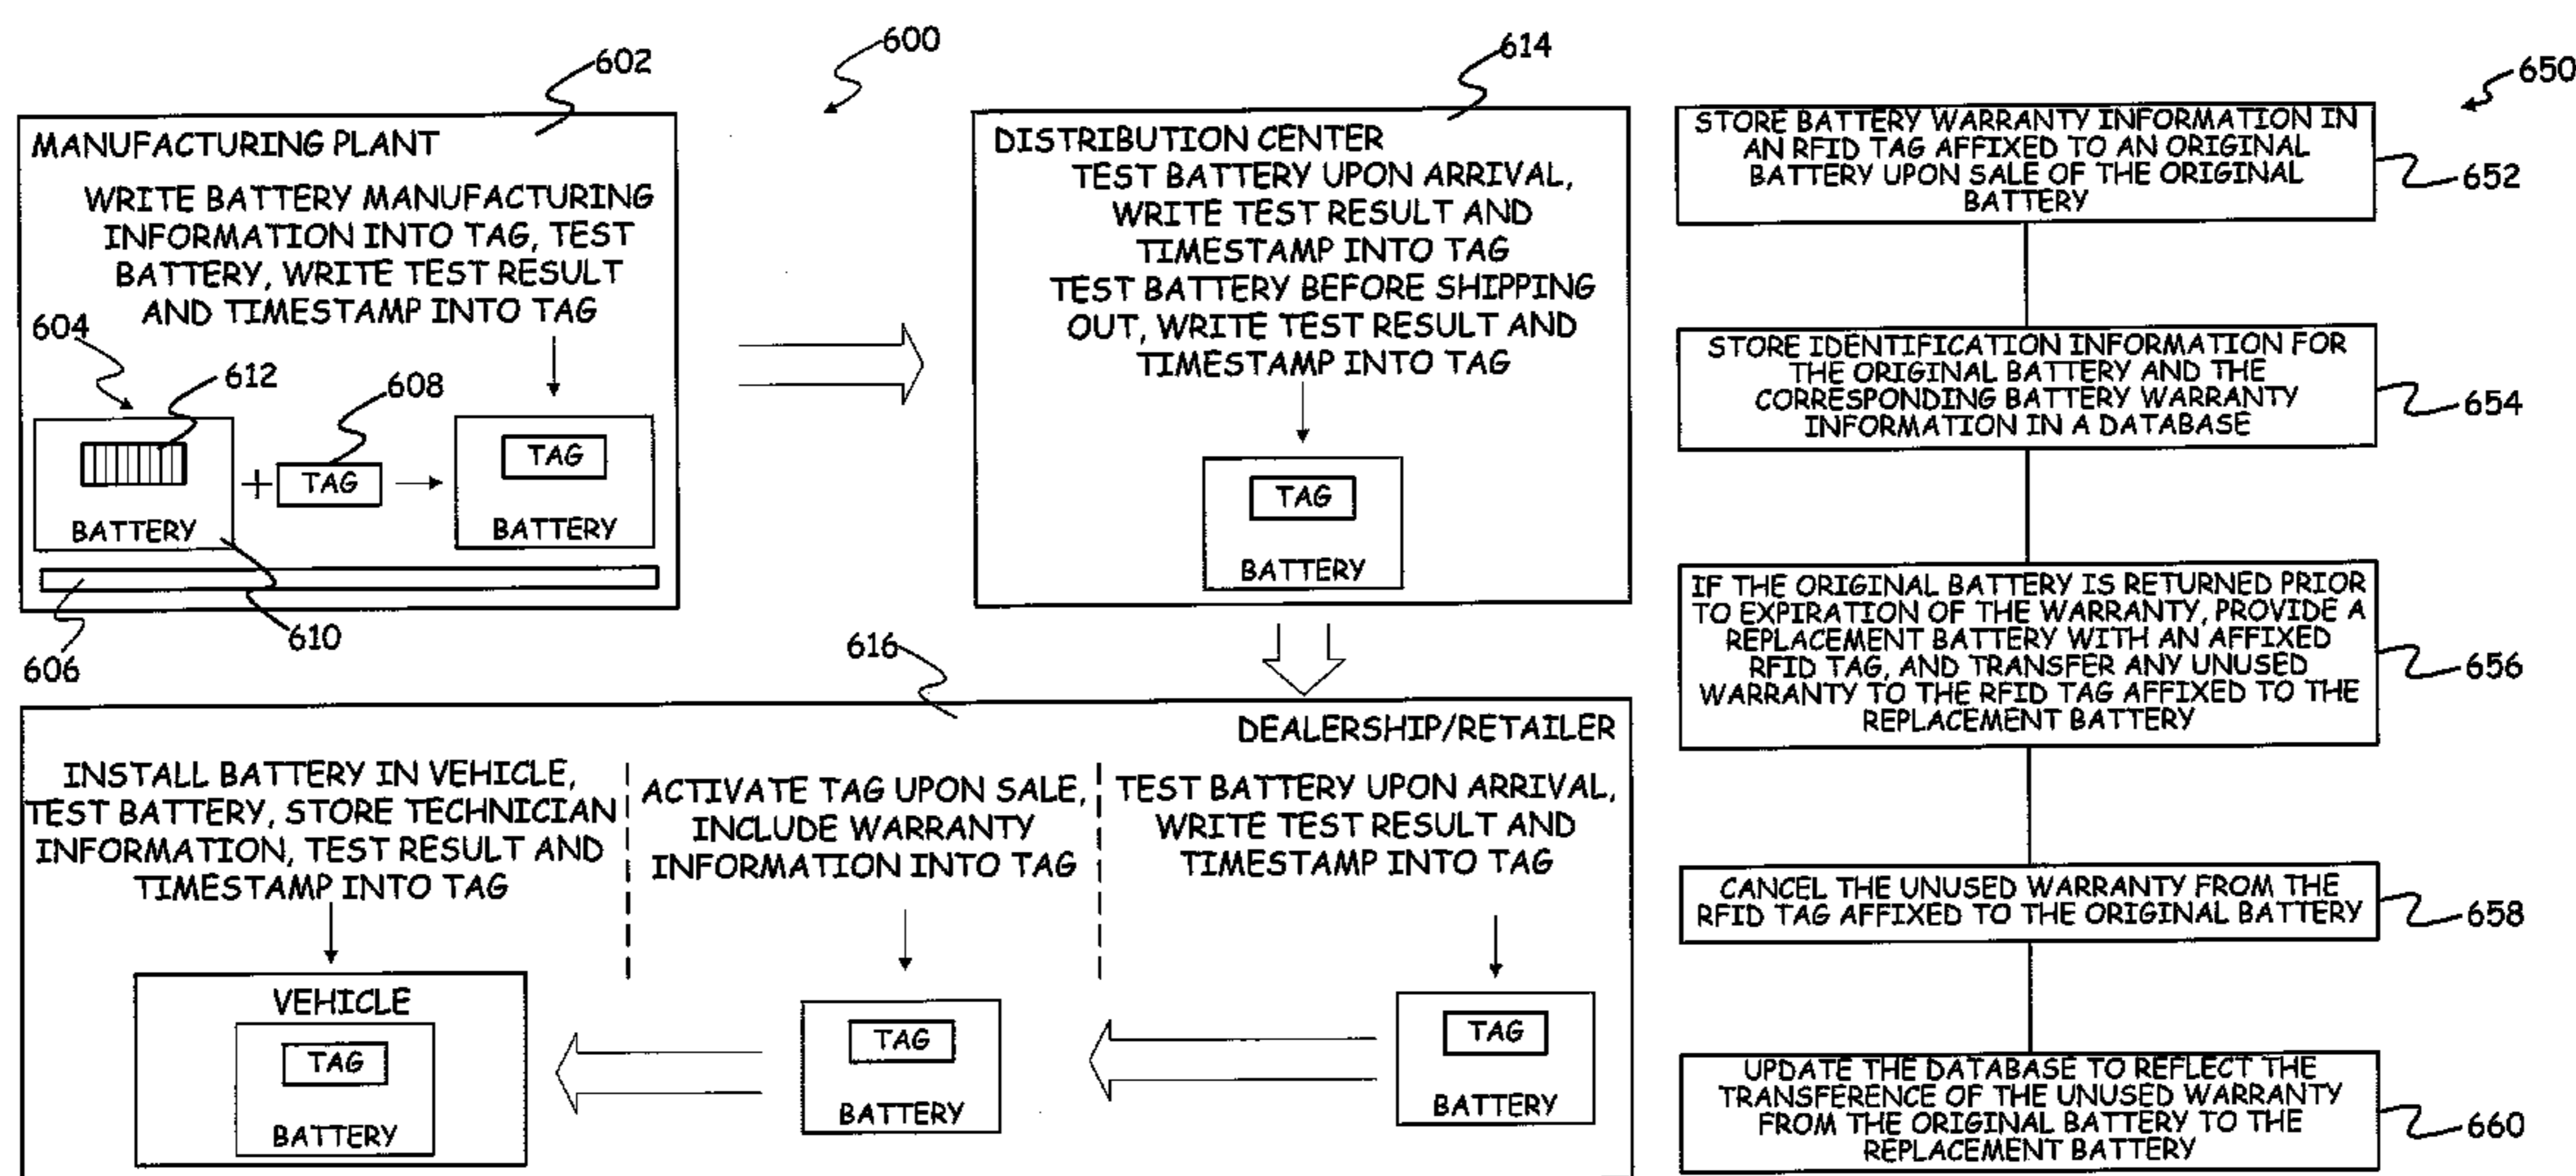 600
602
MANUFACTURING PLANT
WRITE BATTERY MANUFACTURING
INFORMATION INTO TAG, TEST
BATTERY, WRITE TEST RESULT
AND TIMESTAMP INTO TAG
604
612
608
TAG
BATTERY
TAG
BATTERY
606
610
614
DISTRIBUTION CENTER
TEST BATTERY UPON ARRIVAL,
WRITE TEST RESULT AND
TIMESTAMP INTO TAG
TEST BATTERY BEFORE SHIPPING
OUT, WRITE TEST RESULT AND
TIMESTAMP INTO TAG
TAG
BATTERY
616
DEALERSHIP/RETAILER
INSTALL BATTERY IN VEHICLE,
TEST BATTERY, STORE TECHNICIAN
INFORMATION, TEST RESULT AND
TIMESTAMP INTO TAG
VEHICLE
TAG
BATTERY
ACTIVATE TAG UPON SALE,
INCLUDE WARRANTY
INFORMATION INTO TAG
TAG
BATTERY
TEST BATTERY UPON ARRIVAL,
WRITE TEST RESULT AND
TIMESTAMP INTO TAG
TAG
BATTERY
650
STORE BATTERY WARRANTY INFORMATION IN
AN RFID TAG AFFIXED TO AN ORIGINAL
BATTERY UPON SALE OF THE ORIGINAL
BATTERY
652
STORE IDENTIFICATION INFORMATION FOR
THE ORIGINAL BATTERY AND THE
CORRESPONDING BATTERY WARRANTY
INFORMATION IN A DATABASE
654
IF THE ORIGINAL BATTERY IS RETURNED PRIOR
TO EXPIRATION OF THE WARRANTY, PROVIDE A
REPLACEMENT BATTERY WITH AN AFFIXED
RFID TAG, AND TRANSFER ANY UNUSED
WARRANTY TO THE RFID TAG AFFIXED TO THE
REPLACEMENT BATTERY
656
CANCEL THE UNUSED WARRANTY FROM THE
RFID TAG AFFIXED TO THE ORIGINAL BATTERY
658
UPDATE THE DATABASE TO REFLECT THE
TRANSFERENCE OF THE UNUSED WARRANTY
FROM THE ORIGINAL BATTERY TO THE
REPLACEMENT BATTERY
660